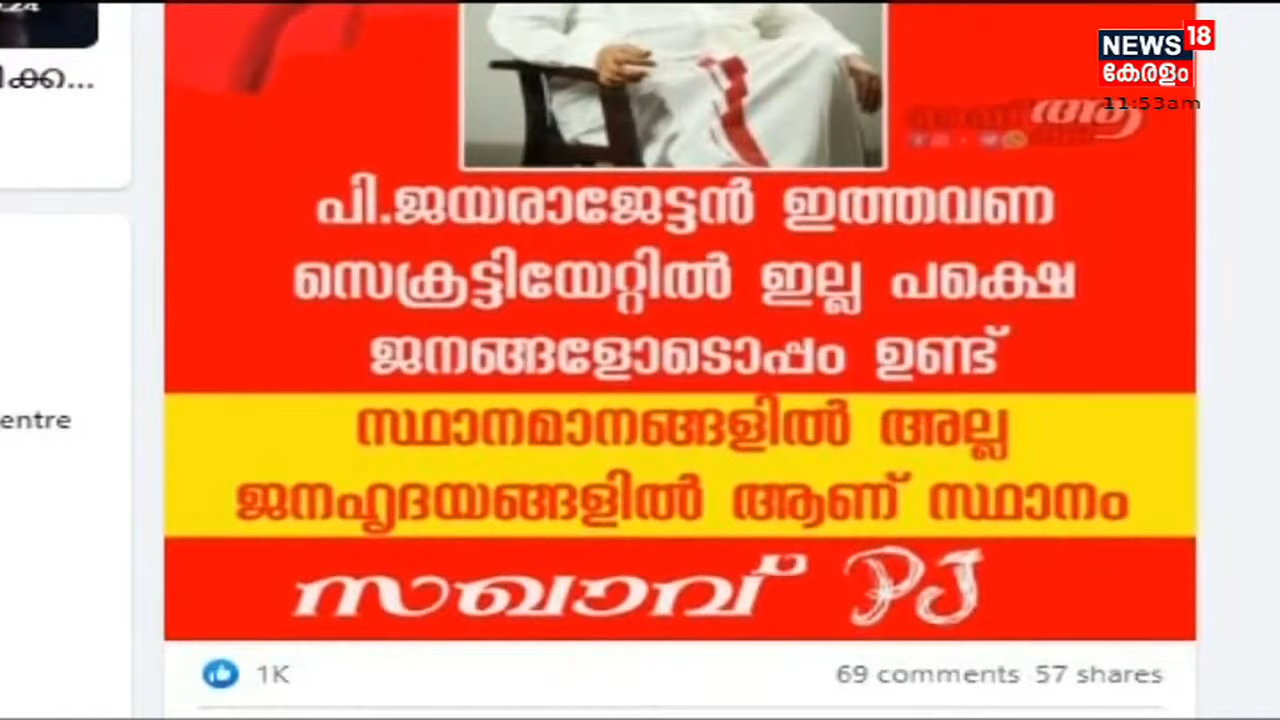 NEWS 18
കേരളം
11:53am
പി.ജയരാജേട്ടൻ ഇത്തവണ
സെക്രട്ടിയേറ്റിൽ ഇല്ല പക്ഷെ
ജനങ്ങളോടൊപ്പം ഉണ്ട്
entre
സ്ഥാനമാനങ്ങളിൽ അല്ല
ജനഹൃദയങ്ങളിൽ ആണ് സ്ഥാനം
സഖാവ് PJ
1K
69 comments 57 shares